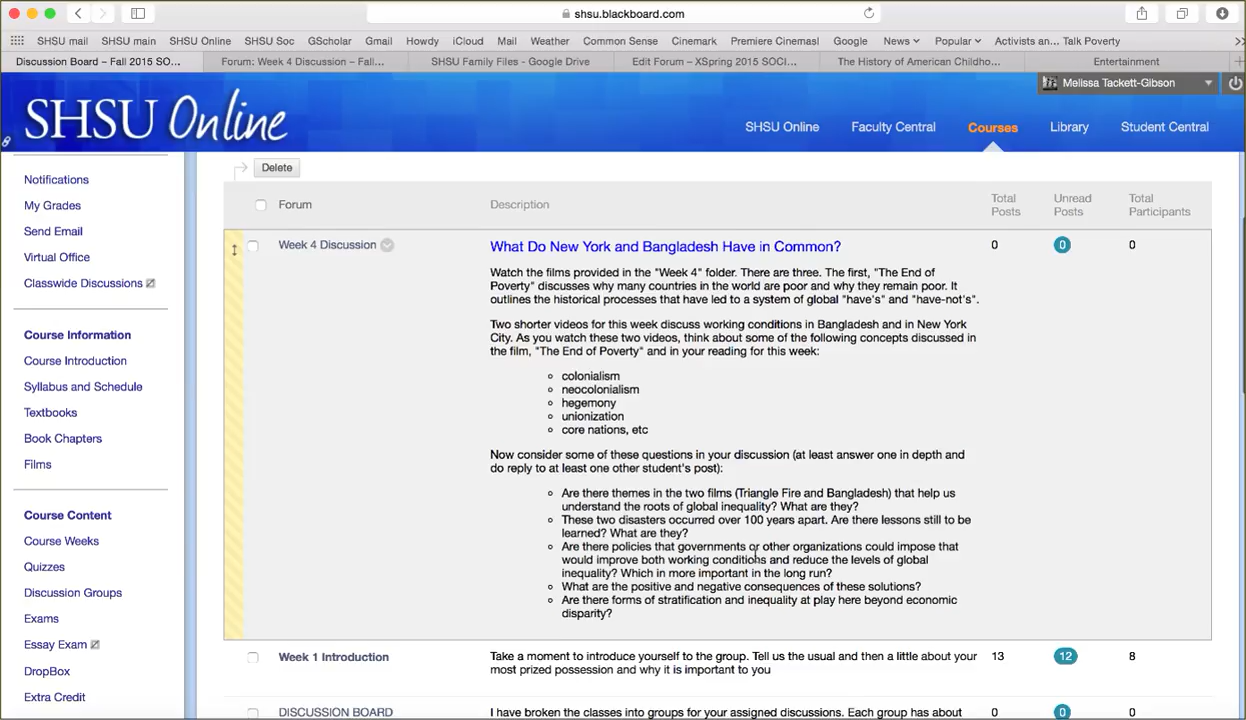 shsu.blackboard.com
SHSU mail SHSU main SHSU Online SHSU Soc GScholar Gmail Howdy iCloud Mail Weather Common Sense Cinemark Premiere Cinemasl Google News Popular Activists an... Talk Poverty
Discussion Board – Fall 2015 SO... Forum: Week 4 Discussion – Fall... SHSU Family Files - Google Drive Edit Forum – XSpring 2015 SOCI... The History of American Childho... Entertainment
Melissa Tackett-Gibson
SHSU Online
SHSU Online Faculty Central Courses Library Student Central
Notifications
My Grades
Send Email
Virtual Office
Classwide Discussions
Course Information
Course Introduction
Syllabus and Schedule
Textbooks
Book Chapters
Films
Course Content
Course Weeks
Quizzes
Discussion Groups
Exams
Essay Exam
DropBox
Extra Credit
Delete
Forum Description Total Posts Unread Posts Total Participants
Week 4 Discussion What Do New York and Bangladesh Have in Common? 0 0 0
Watch the films provided in the "Week 4" folder. There are three. The first, "The End of
Poverty" discusses why many countries in the world are poor and why they remain poor. It
outlines the historical processes that have led to a system of global "have's" and "have-not's".
Two shorter videos for this week discuss working conditions in Bangladesh and in New York
City. As you watch these two videos, think about some of the following concepts discussed in
the film, "The End of Poverty" and in your reading for this week:
colonialism
neocolonialism
hegemony
unionization
core nations, etc
Now consider some of these questions in your discussion (at least answer one in depth and
do reply to at least one other student's post):
Are there themes in the two films (Triangle Fire and Bangladesh) that help us
understand the roots of global inequality? What are they?
These two disasters occurred over 100 years apart. Are there lessons still to be
learned? What are they?
Are there policies that governments or other organizations could impose that
would improve both working conditions and reduce the levels of global
inequality? Which in more important in the long run?
What are the positive and negative consequences of these solutions?
Are there forms of stratification and inequality at play here beyond economic
disparity?
Week 1 Introduction Take a moment to introduce yourself to the group. Tell us the usual and then a little about your 13 12 8
most prized possession and why it is important to you
DISCUSSION BOARD I have broken the classes into groups for your assigned discussions. Each group has about 0 0 0